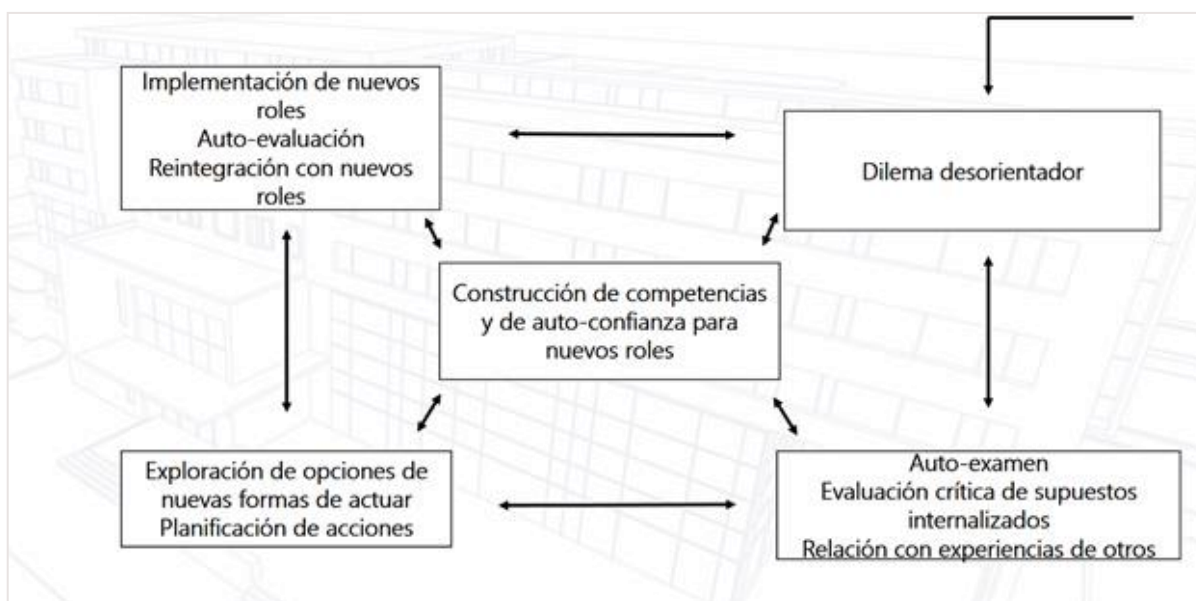 Implementación de nuevos
roles
Auto-evaluación
Reintegración con nuevos
roles
Dilema desorientador
Construcción de competencias
y de auto-confianza para
nuevos roles
Exploración de opciones de
nuevas formas de actuar
Planificación de acciones
Auto-examen
Evaluación crítica de supuestos
internalizados
Relación con experiencias de otros